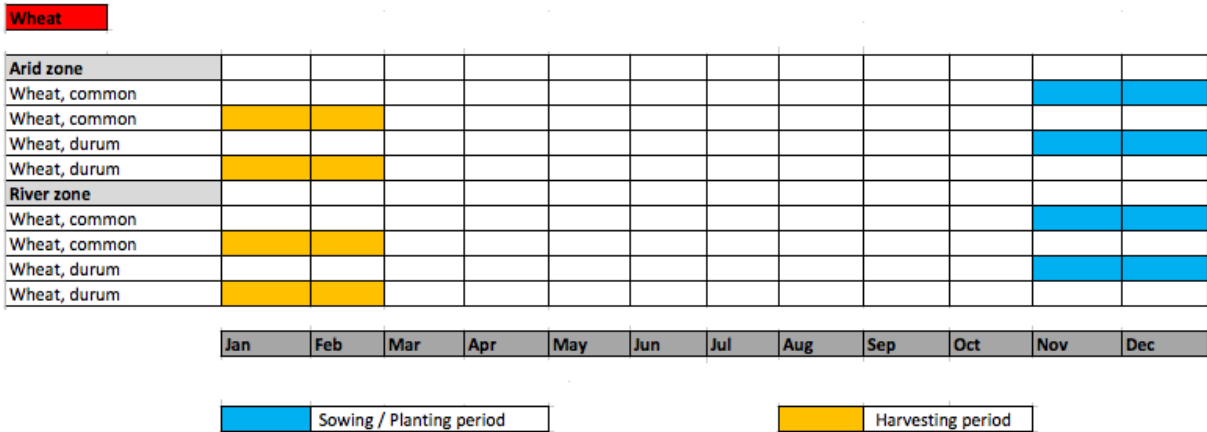 Wheat
Arid zone
Wheat, common
Wheat, common
Wheat, durum
Wheat, durum
River zone
Wheat, common
Wheat, common
Wheat, durum
Wheat, durum
Jan Feb Mar Apr May Jun Jul Aug Sep Oct Nov Dec
Sowing / Planting period Harvesting period